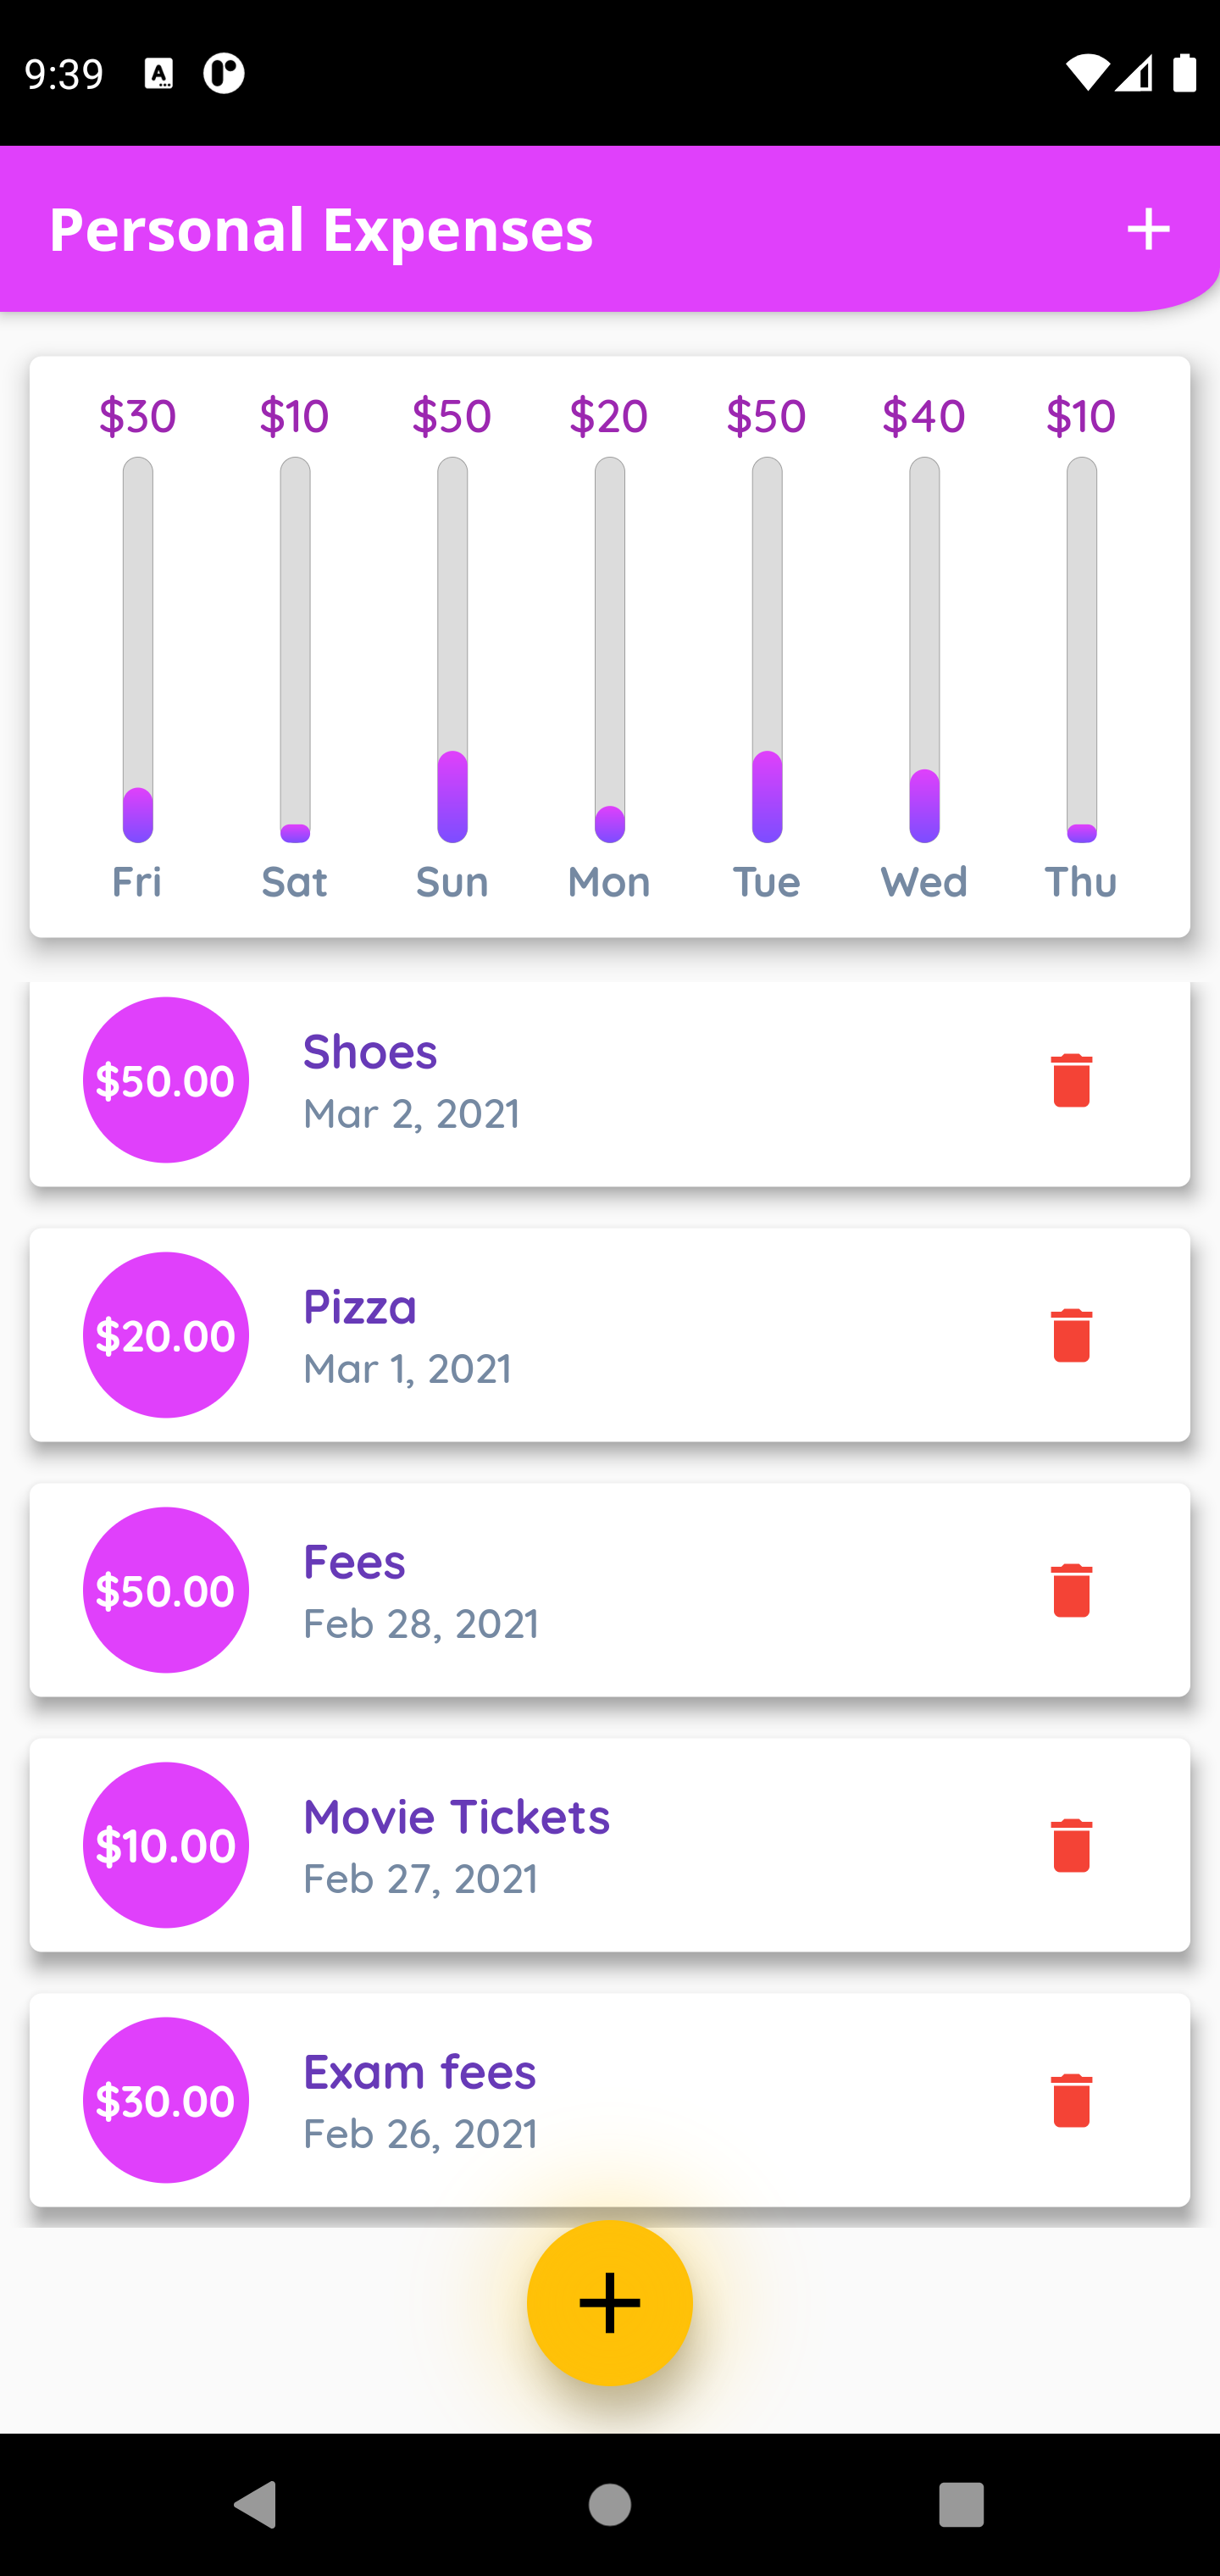 9:39
Personal Expenses
$30 $10 $50 $20 $50 $40 $10
Fri Sat Sun Mon Tue Wed Thu
$50.00
Shoes
Mar 2, 2021
$20.00
Pizza
Mar 1, 2021
$50.00
Fees
Feb 28, 2021
$10.00
Movie Tickets
Feb 27, 2021
$30.00
Exam fees
Feb 26, 2021